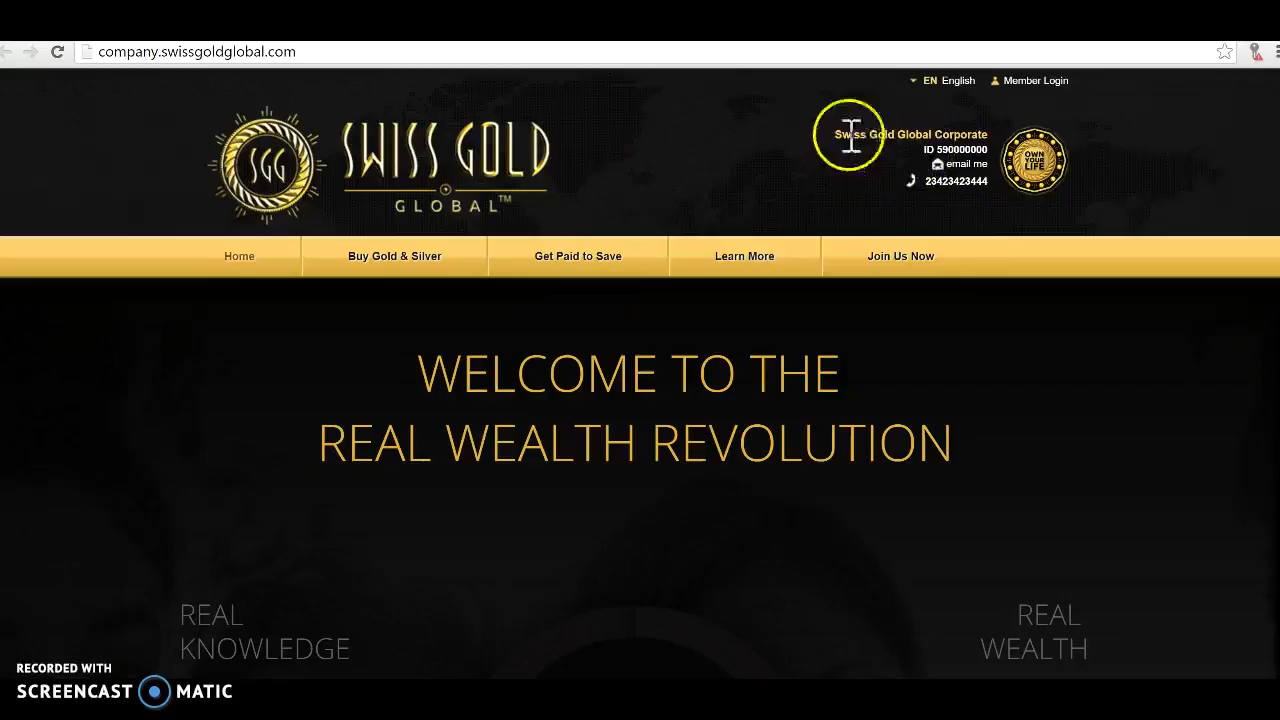 company.swissgoldglobal.com
EN English Member Login
SGG
SWISS GOLD
GLOBAL™
Swiss Gold Global Corporate
ID 590000000
email me
23423423444
OWN
YOUR
LIFE
Home Buy Gold & Silver Get Paid to Save Learn More Join Us Now
WELCOME TO THE
REAL WEALTH REVOLUTION
REAL
KNOWLEDGE
REAL
WEALTH
RECORDED WITH
SCREENCAST MATIC